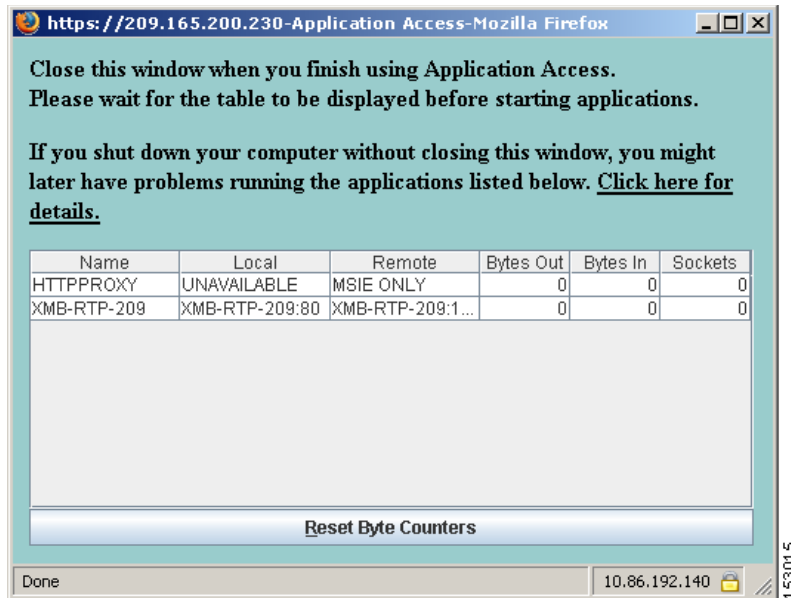 https://209.165.200.230-Application Access-Mozilla Firefox
Close this window when you finish using Application Access.
Please wait for the table to be displayed before starting applications.
If you shut down your computer without closing this window, you might
later have problems running the applications listed below. Click here for
details.
Name Local Remote Bytes Out Bytes In Sockets
HTTPPROXY UNAVAILABLE MSIE ONLY 0 0 0
XMB-RTP-209 XMB-RTP-209:80 XMB-RTP-209:1... 0 0 0
Reset Byte Counters
Done 10.86.192.140
153015